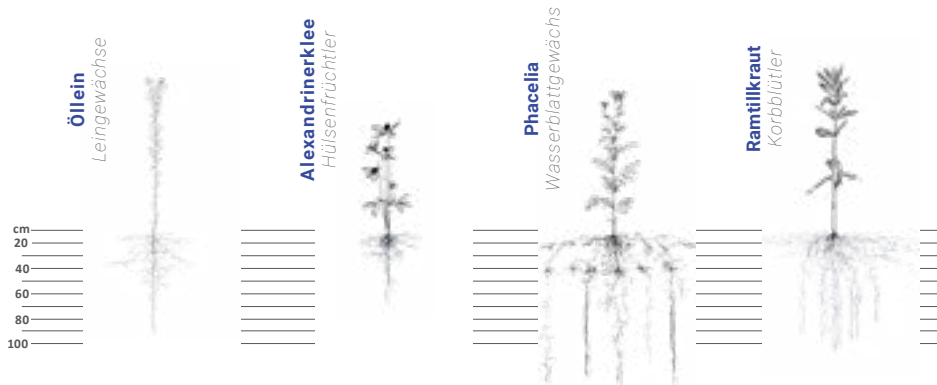 Öllein
Leingewächse
Alexandrinerklee
Hülsenfrüchtler
Phacelia
Wasserblattgewächs
Ramtillkraut
Korbblütler
cm
20
40
60
80
100